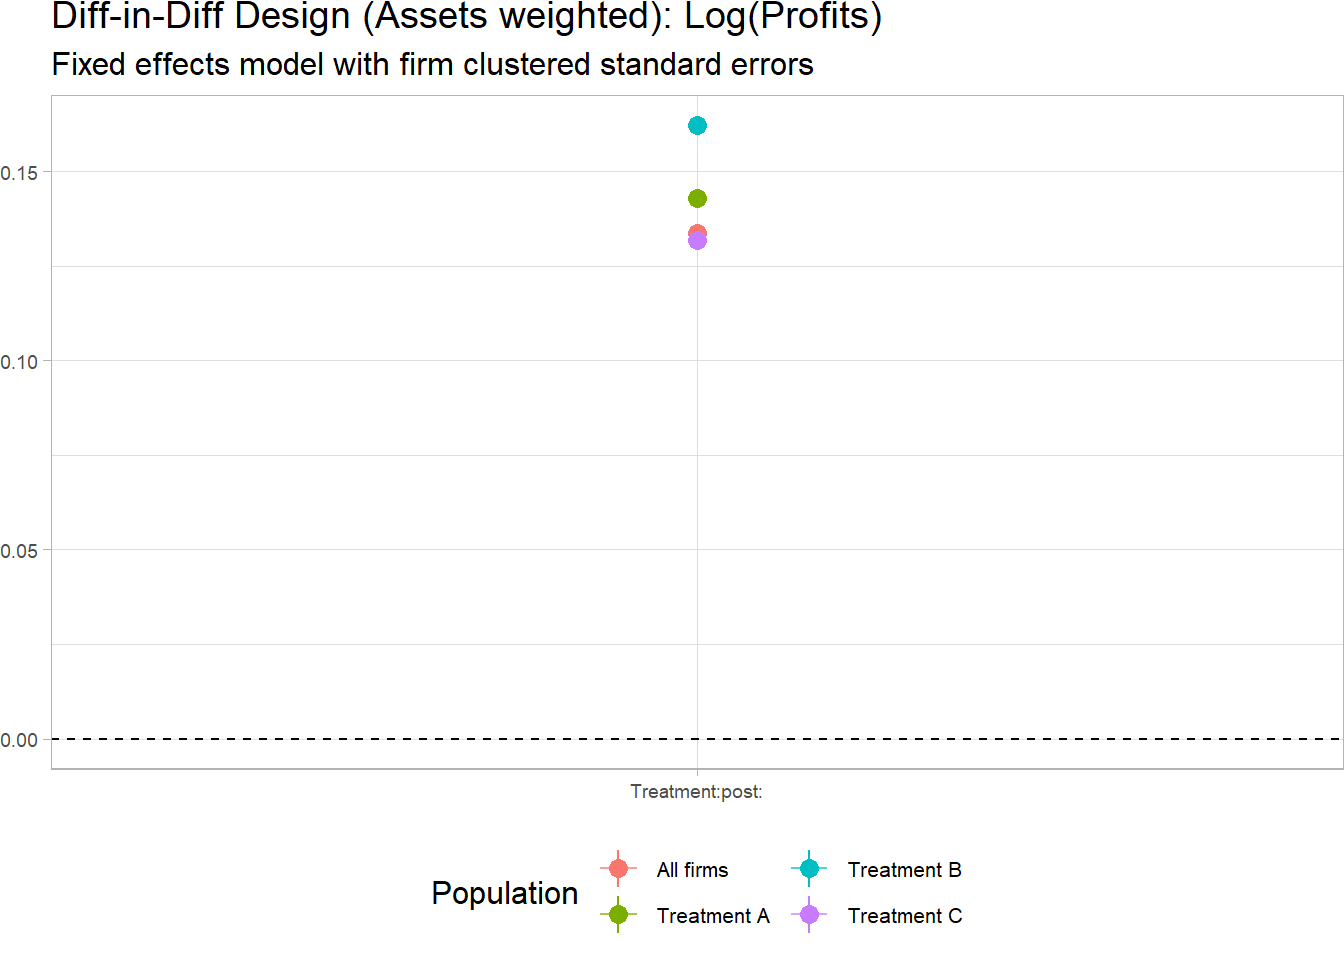 Diff-in-Diff Design (Assets weighted): Log(Profits)
Fixed effects model with firm clustered standard errors
0.15
0.10
0.05
0.00
Treatment:post:
Population
All firms
Treatment B
Treatment A
Treatment C